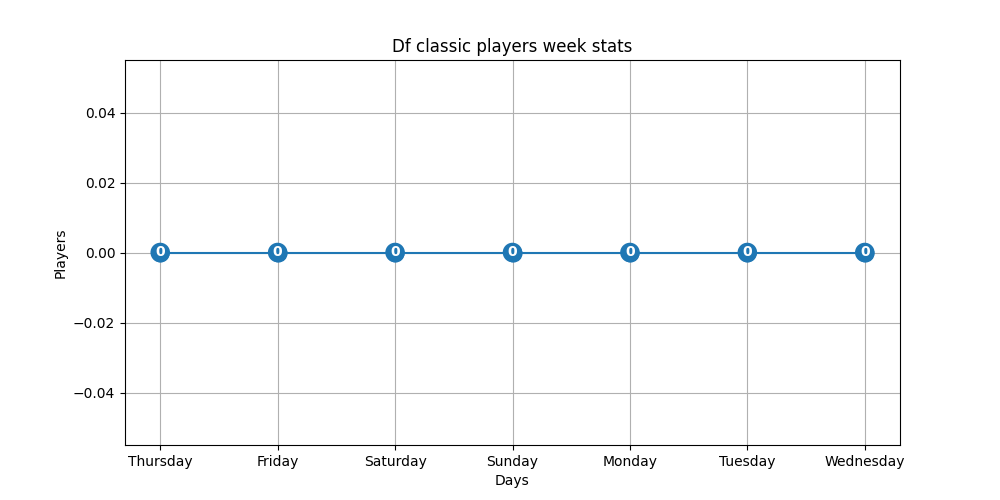 Df classic players week stats
0.04
0.02
0.00
−0.02
−0.04
Players
0 0 0 0 0 0 0
Thursday Friday Saturday Sunday Monday Tuesday Wednesday
Days